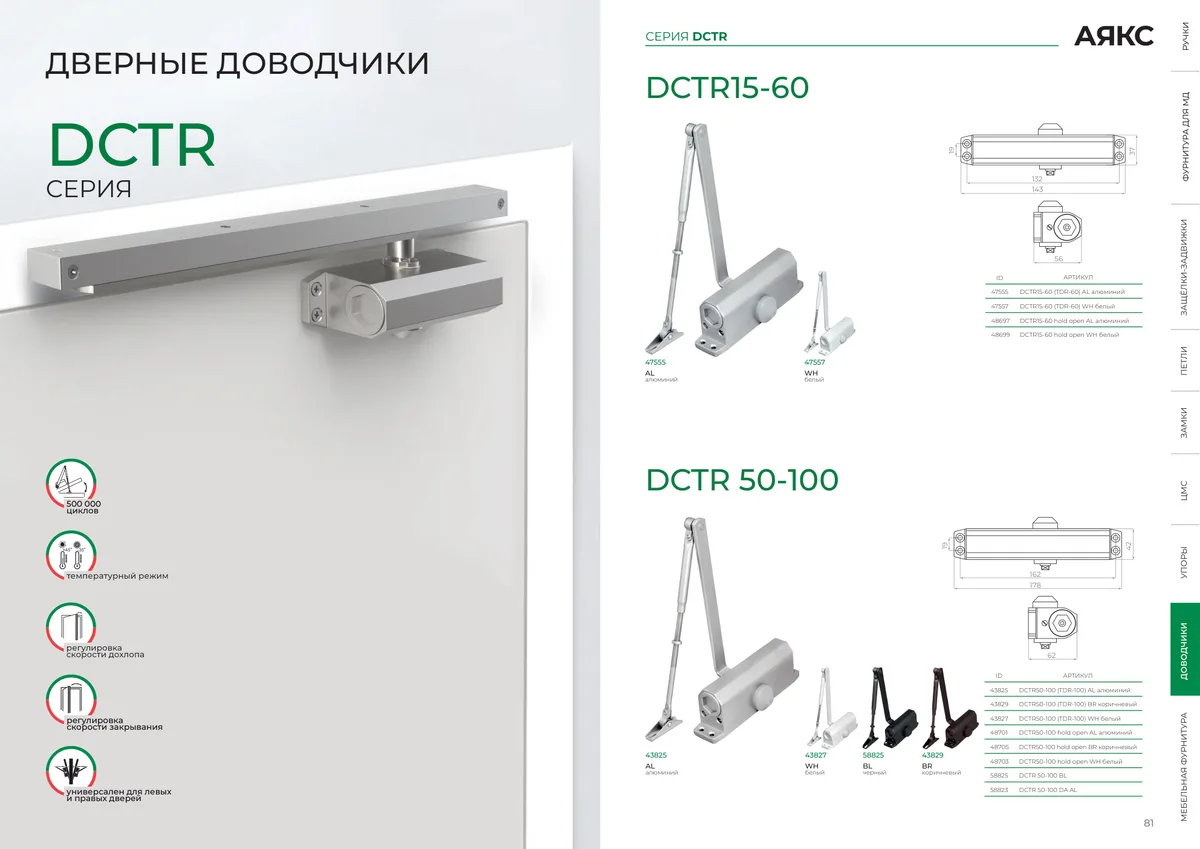 ДВЕРНЫЕ ДОВОДЧИКИ
DCTR
СЕРИЯ
500 000
циклов
температурный режим
регулировка
скорости дохлопа
регулировка
скорости закрывания
универсален для левых
и правых дверей
СЕРИЯ DCTR
АЯКС
DCTR15-60
19
37
132
143
56
47555
AL
алюминий
47557
WH
белый
ID АРТИКУЛ
47555 DCTR15-60 (TDR-60) AL алюминий
47557 DCTR15-60 (TDR-60) WH белый
48697 DCTR15-60 hold open AL алюминий
48699 DCTR15-60 hold open WH белый
DCTR 50-100
19
42
162
178
62
43825
AL
алюминий
43827
WH
белый
58825
BL
черный
43829
BR
коричневый
ID АРТИКУЛ
43825 DCTR50-100 (TDR-100) AL алюминий
43829 DCTR50-100 (TDR-100) BR коричневый
43827 DCTR50-100 (TDR-100) WH белый
48701 DCTR50-100 hold open AL алюминий
48705 DCTR50-100 hold open BR коричневый
48703 DCTR50-100 hold open WH белый
58825 DCTR 50-100 BL
58823 DCTR 50-100 DA AL
РУЧКИ
ФУРНИТУРА ДЛЯ МД
ЗАЩЁЛКИ-ЗАДВИЖКИ
ПЕТЛИ
ЗАМКИ
ЦМС
УПОРЫ
ДОВОДЧИКИ
МЕБЕЛЬНАЯ ФУРНИТУРА
81